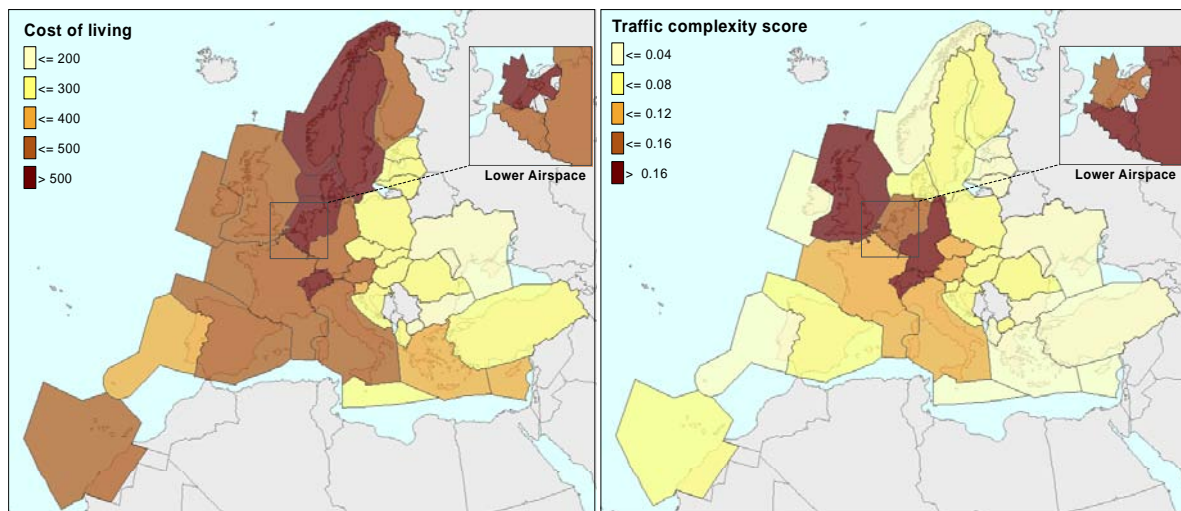 Cost of living
<= 200
<= 300
<= 400
<= 500
> 500
Lower Airspace
Traffic complexity score
<= 0.04
<= 0.08
<= 0.12
<= 0.16
> 0.16
Lower Airspace